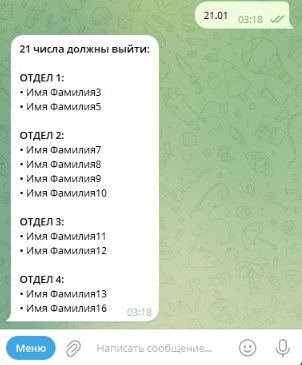 21.01 03:18
21 числа должны выйти:
ОТДЕЛ 1:
• Имя Фамилия3
• Имя Фамилия5
ОТДЕЛ 2:
• Имя Фамилия7
• Имя Фамилия8
• Имя Фамилия9
• Имя Фамилия10
ОТДЕЛ 3:
• Имя Фамилия11
• Имя Фамилия12
ОТДЕЛ 4:
• Имя Фамилия13
• Имя Фамилия16
03:18
Меню Написать сообщение...